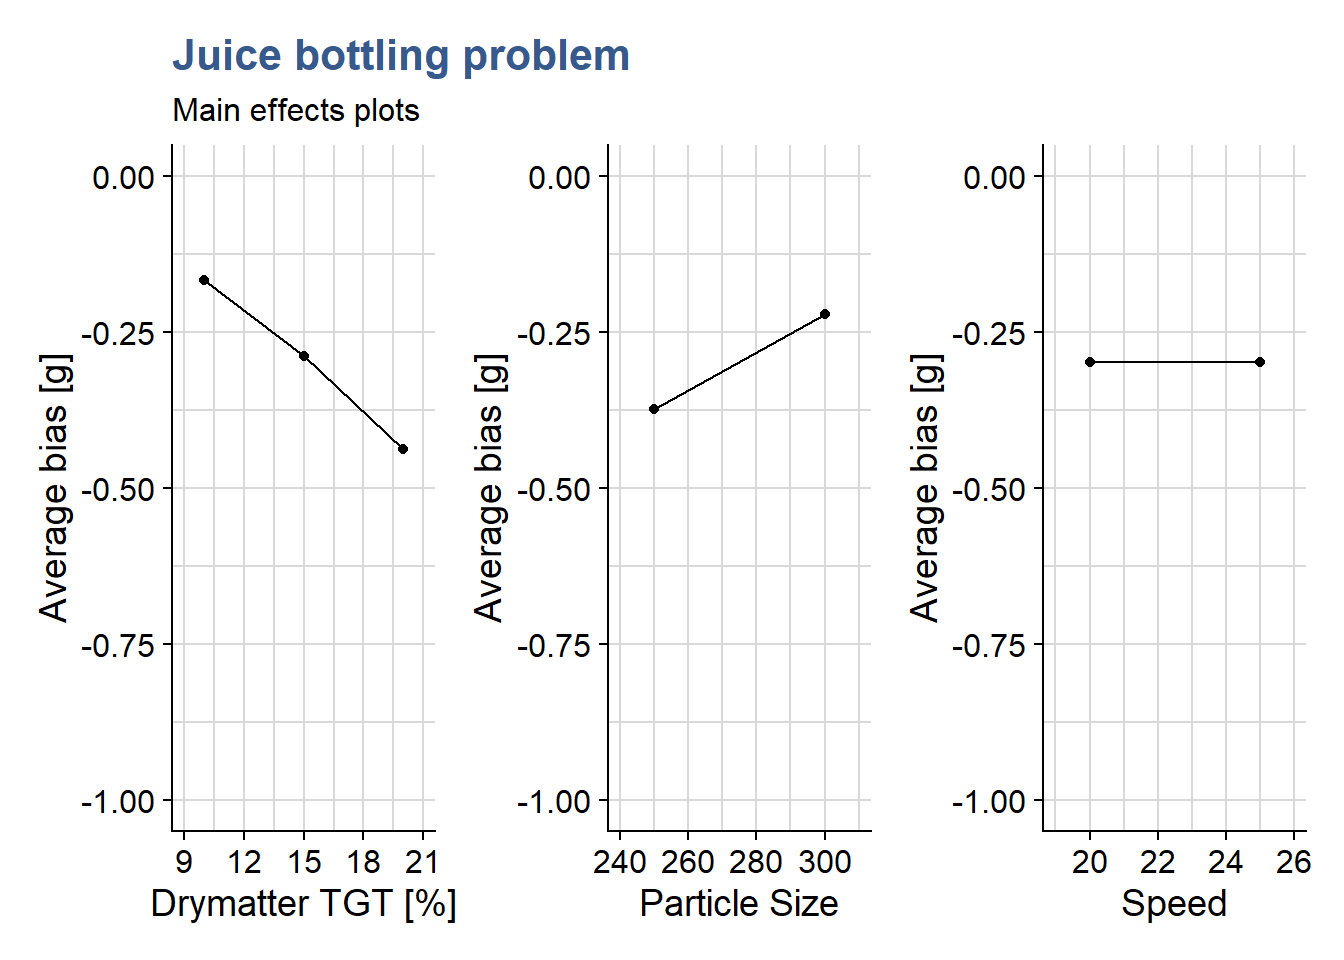 Juice bottling problem
Main effects plots
Average bias [g]
0.00
-0.25
-0.50
-0.75
-1.00
9 12 15 18 21
Drymatter TGT [%]
Average bias [g]
0.00
-0.25
-0.50
-0.75
-1.00
240 260 280 300
Particle Size
Average bias [g]
0.00
-0.25
-0.50
-0.75
-1.00
20 22 24 26
Speed